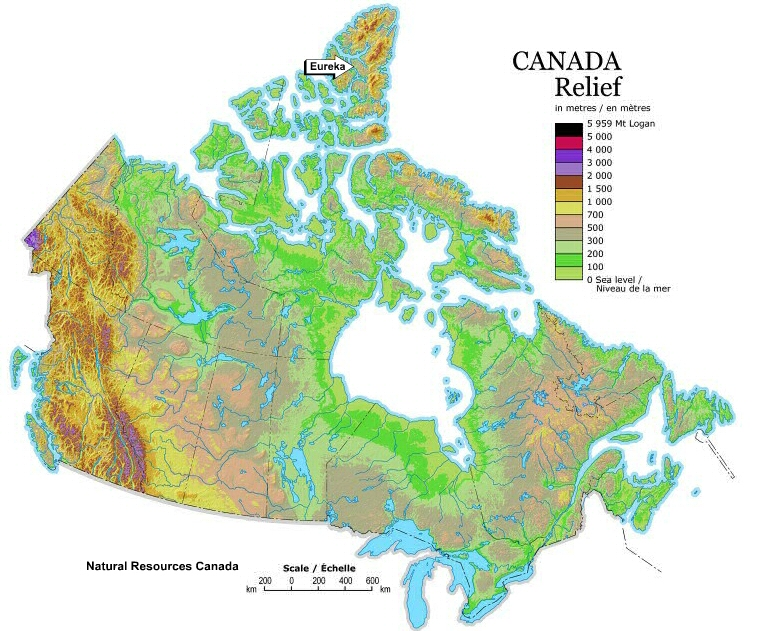 Eureka
CANADA
Relief
in metres / en mètres
5 959 Mt Logan
5 000
4 000
3 000
2 000
1 500
1 000
700
500
300
200
100
0 Sea level /
Niveau de la mer
Natural Resources Canada
Scale / Échelle
200 0 200 400 600
km km